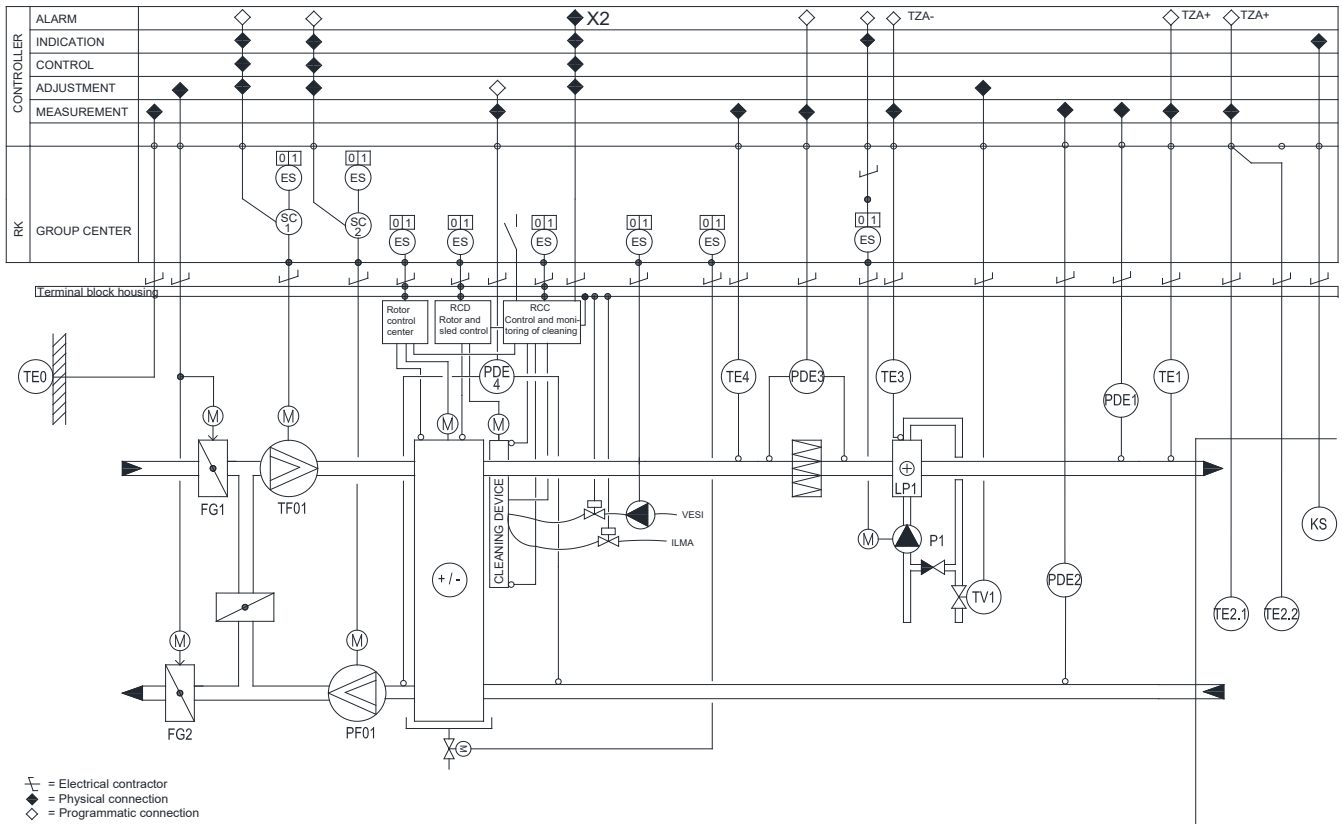 CONTROLLER
ALARM
X2
TZA-
TZA+
TZA+
INDICATION
CONTROL
ADJUSTMENT
MEASUREMENT
RK
GROUP CENTER
0 1
ES
0 1
ES
SC
1
SC
2
0 1
ES
0 1
ES
0 1
ES
0 1
ES
0 1
ES
0 1
ES
Terminal block housing
Rotor
control
center
RCD
Rotor and
sled control
RCC
Control and moni-
toring of cleaning
TE0
PDE
4
TE4
PDE3
TE3
TE1
PDE1
M
M
M
M
FG1
TF01
CLEANING DEVICE
LP1
VESI
ILMA
KS
M
P1
+ / -
PDE2
TV1
TE2.1
TE2.2
M
M
FG2
PF01
M
= Electrical contractor
= Physical connection
= Programmatic connection